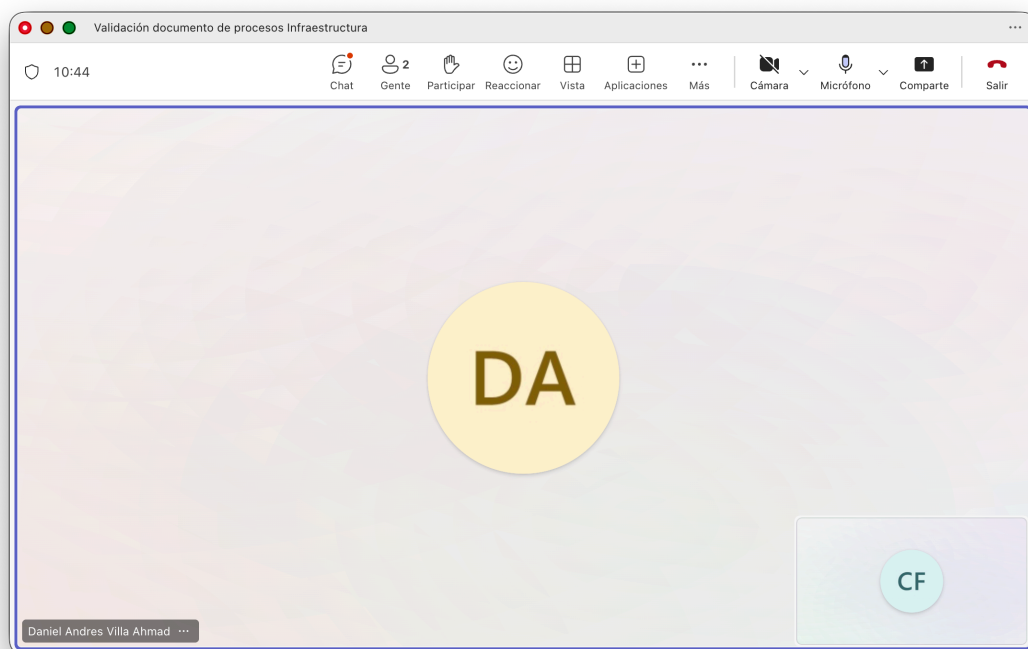 Validación documento de procesos Infraestructura
10:44
2
Chat
Gente
Participar
Reaccionar
Vista
Aplicaciones
Más
Cámara
Micrófono
Comparte
Salir
DA
CF
Daniel Andres Villa Ahmad